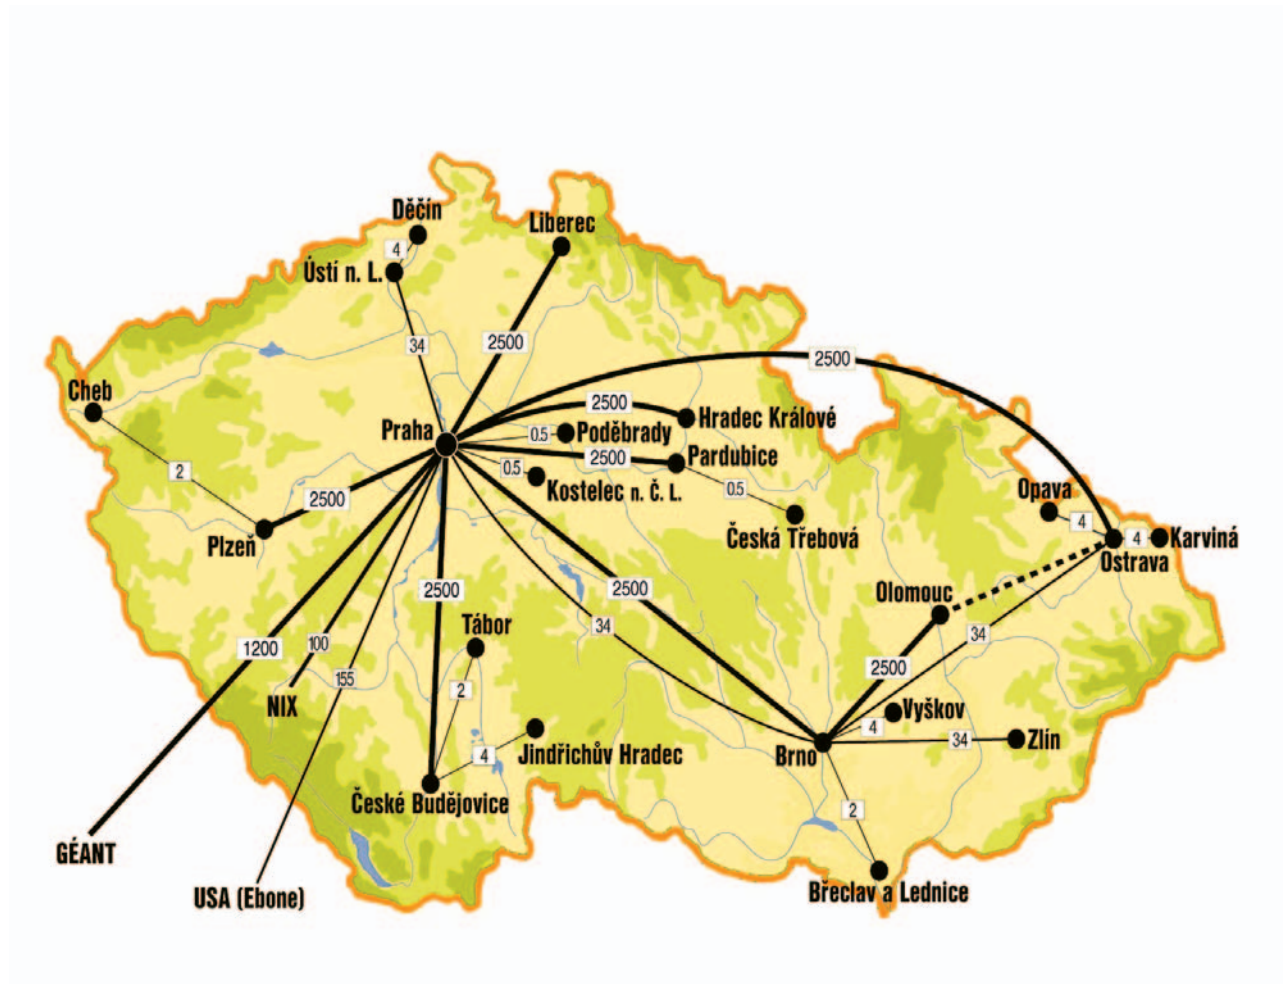 Děčín
Liberec
4
Ústí n. L.
34
2500
2500
Cheb
2500
Hradec Králové
Praha
0.5
Poděbrady
2500
Pardubice
2
0.5
Kostelec n. Č. L.
0.5
Opava
2500
Česká Třebová
4
4
Karviná
Plzeň
Ostrava
2500
2500
Olomouc
Tábor
34
34
1200
100
155
2500
2
NIX
Vyškov
4
Jindřichův Hradec
4
Brno
34
Zlín
České Budějovice
2
GÉANT
USA (Ebone)
Břeclav a Lednice